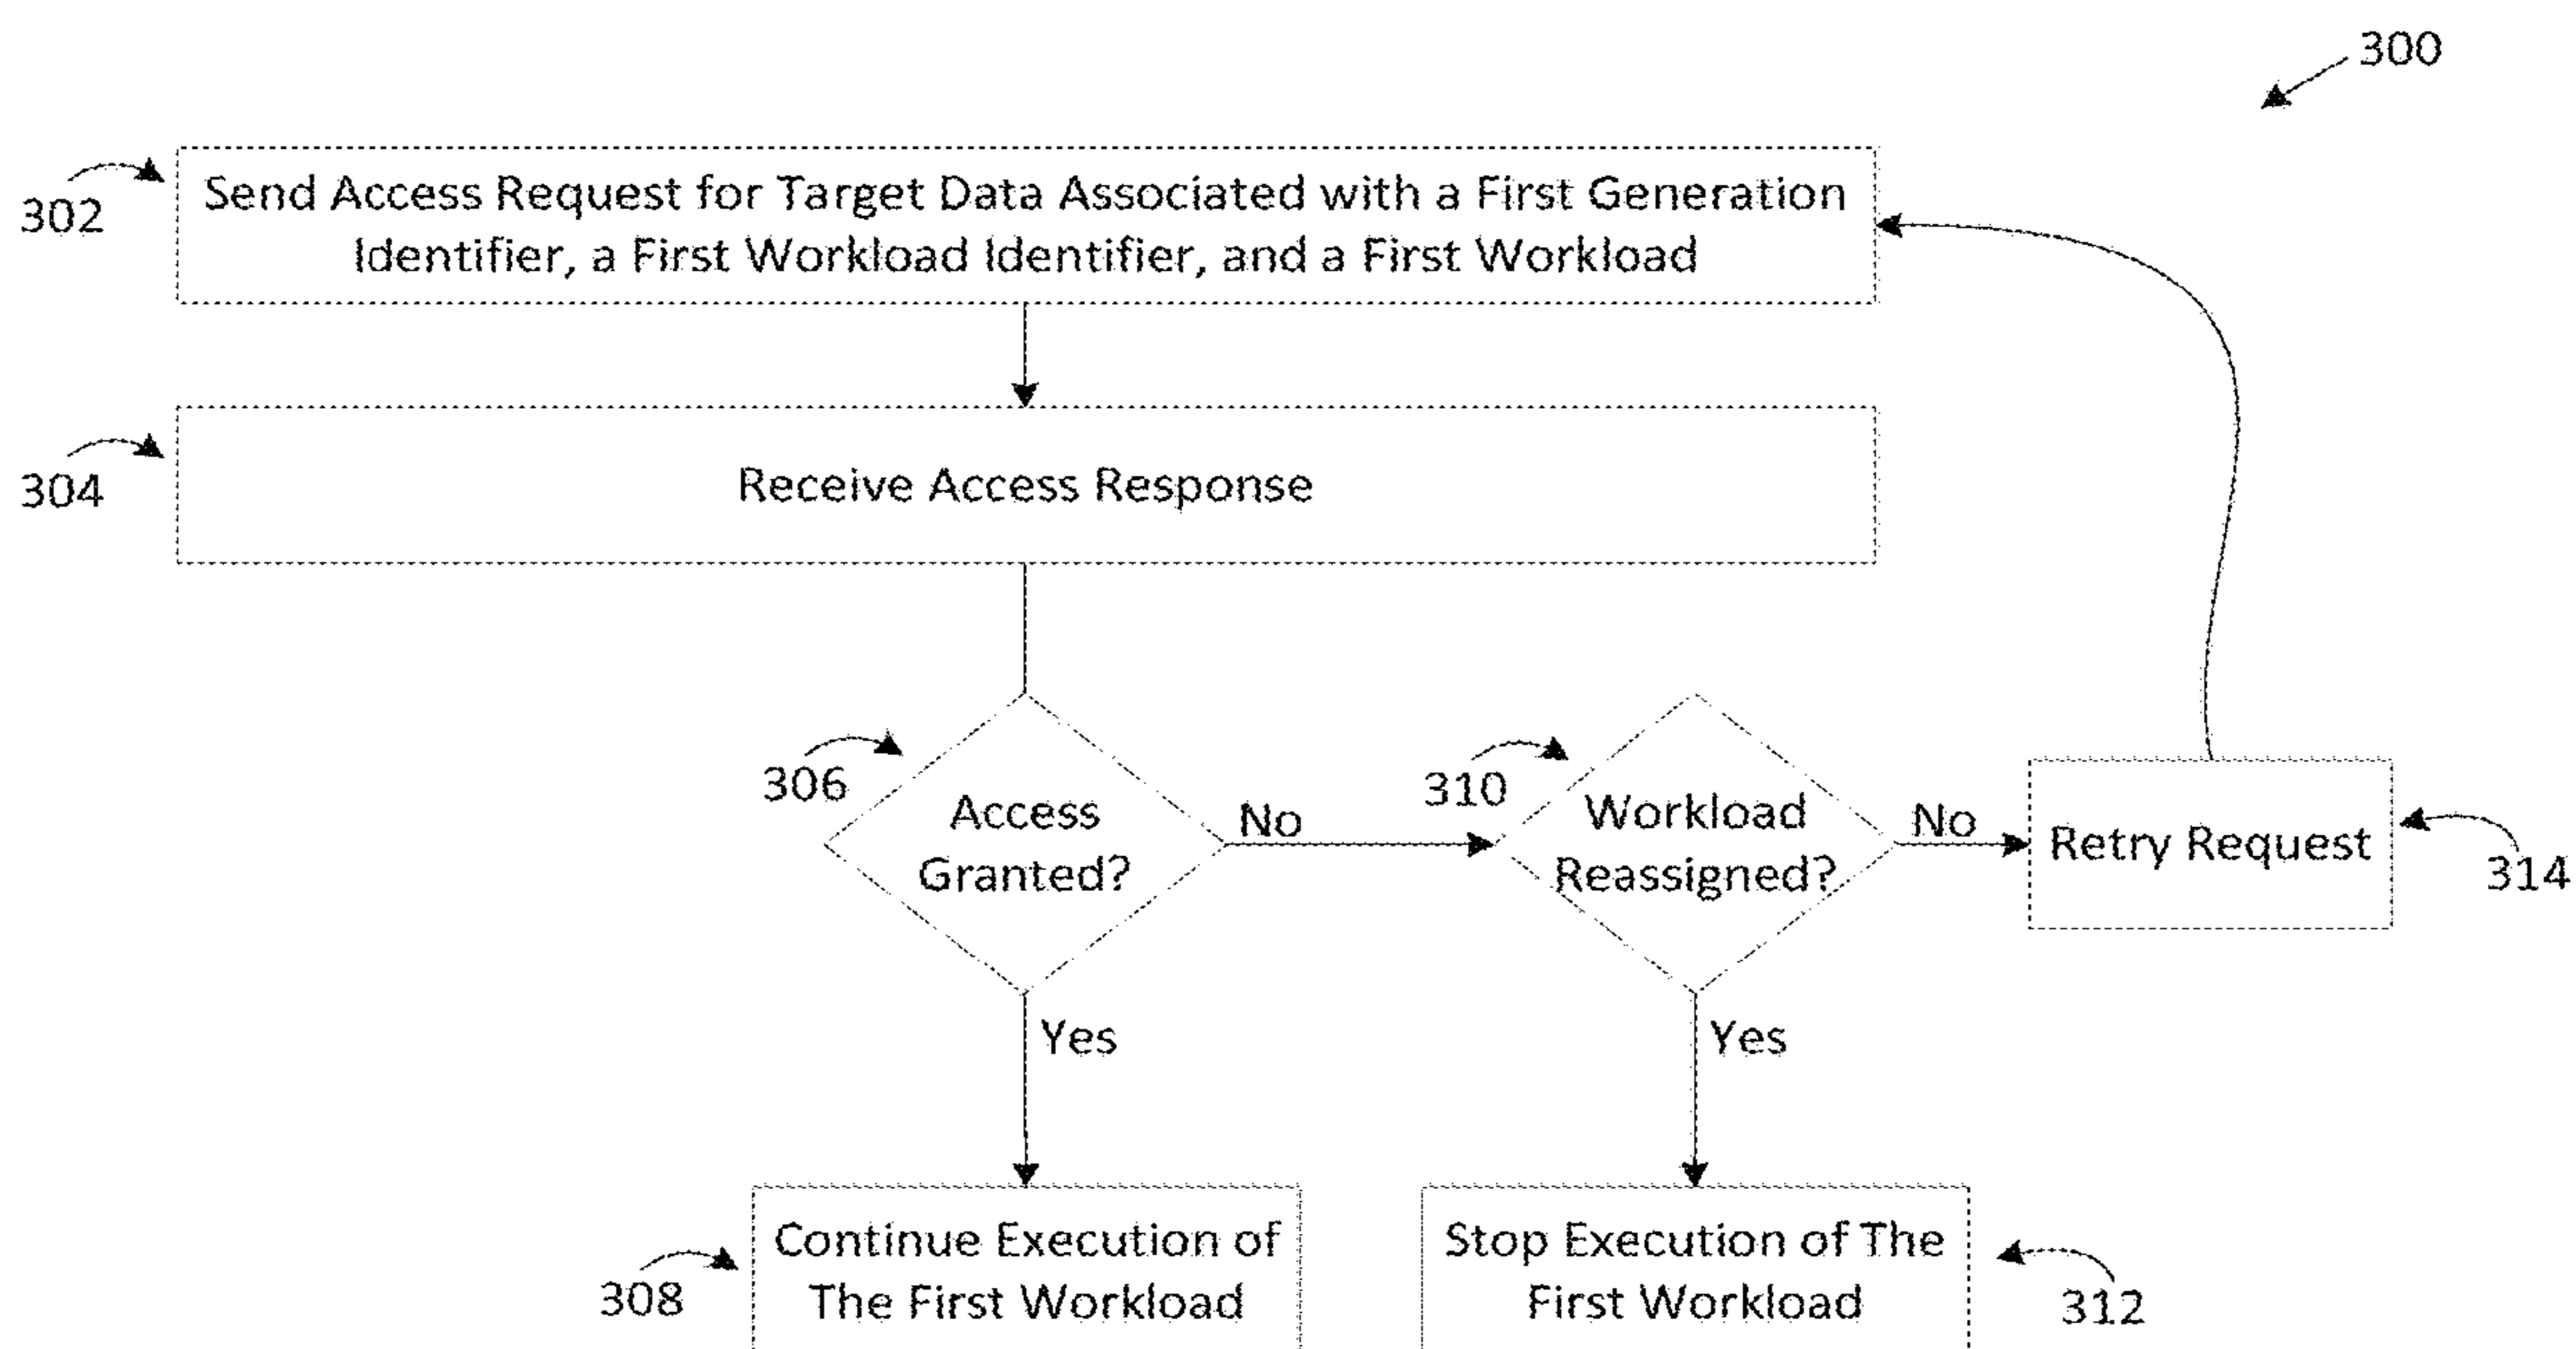 300
302
Send Access Request for Target Data Associated with a First Generation
Identifier, a First Workload Identifier, and a First Workload
304
Receive Access Response
306
Access
Granted?
No
310
Workload
Reassigned?
No
Retry Request
314
Yes
Yes
308
Continue Execution of
The First Workload
Stop Execution of The
First Workload
312